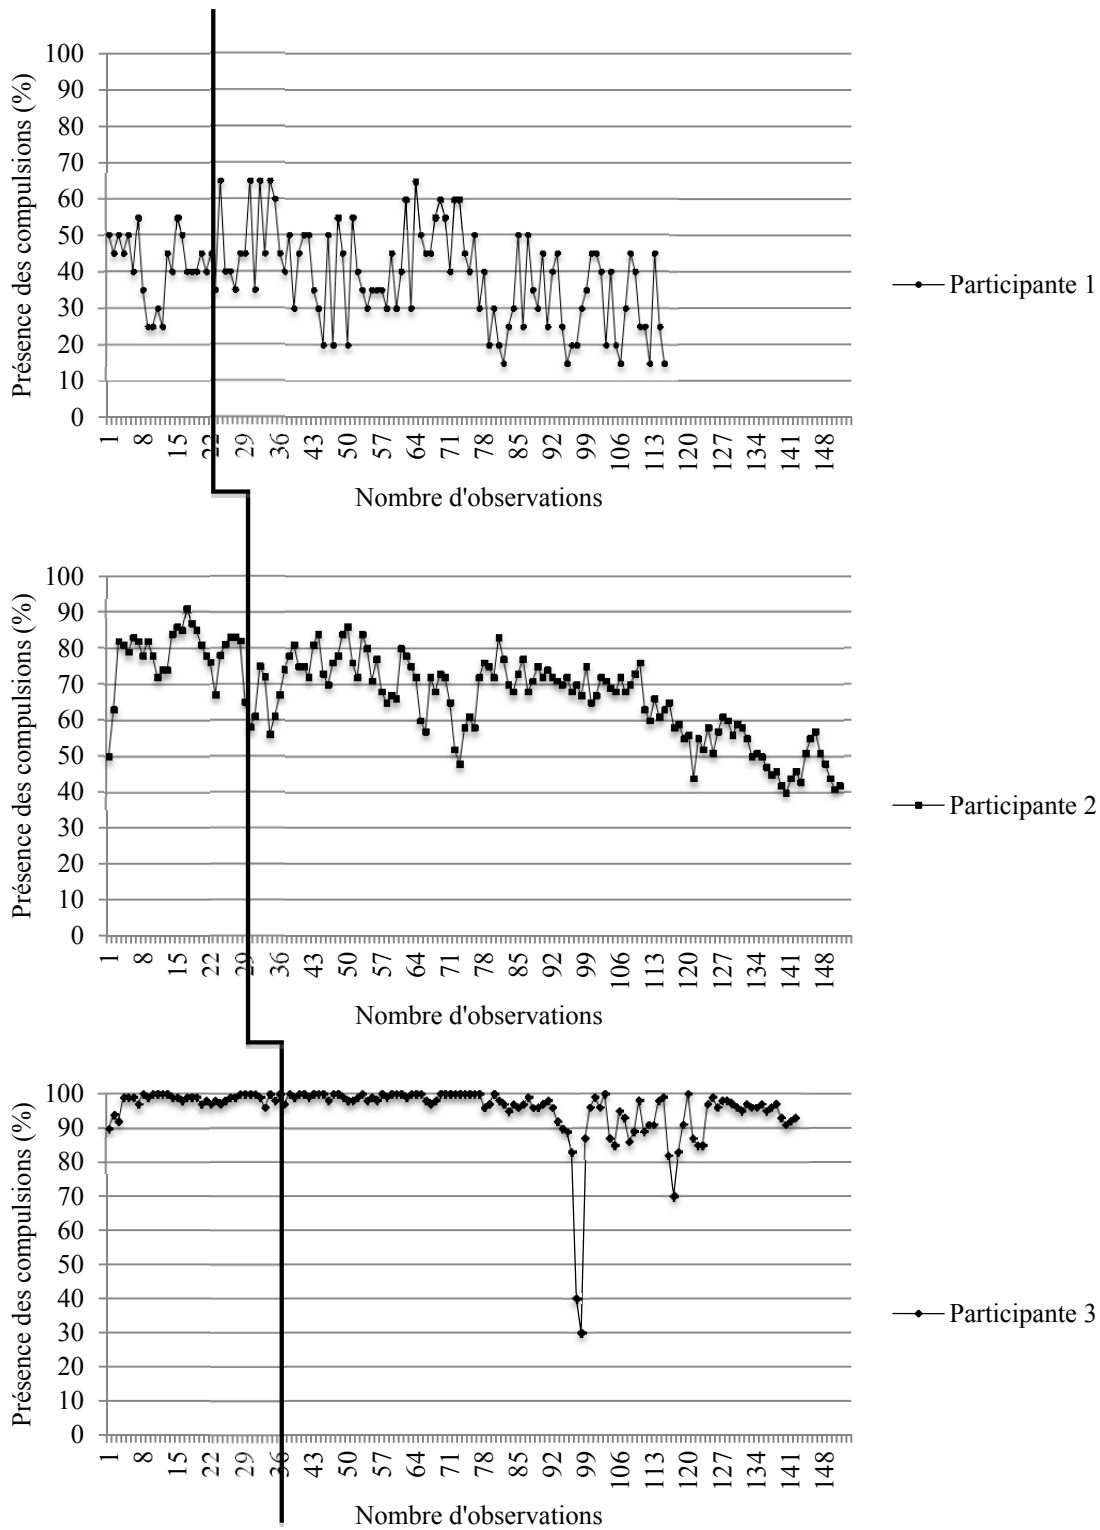 100
90
80
70
60
50
40
30
20
10
0
Présence des compulsions (%)
1 8 15 22 29 36 43 50 57 64 71 78 85 92 99 106 113 120 127 134 141 148
Nombre d'observations
Participante 1
100
90
80
70
60
50
40
30
20
10
0
Présence des compulsions (%)
1 8 15 22 29 36 43 50 57 64 71 78 85 92 99 106 113 120 127 134 141 148
Nombre d'observations
Participante 2
100
90
80
70
60
50
40
30
20
10
0
Présence des compulsions (%)
1 8 15 22 29 36 43 50 57 64 71 78 85 92 99 106 113 120 127 134 141 148
Nombre d'observations
Participante 3